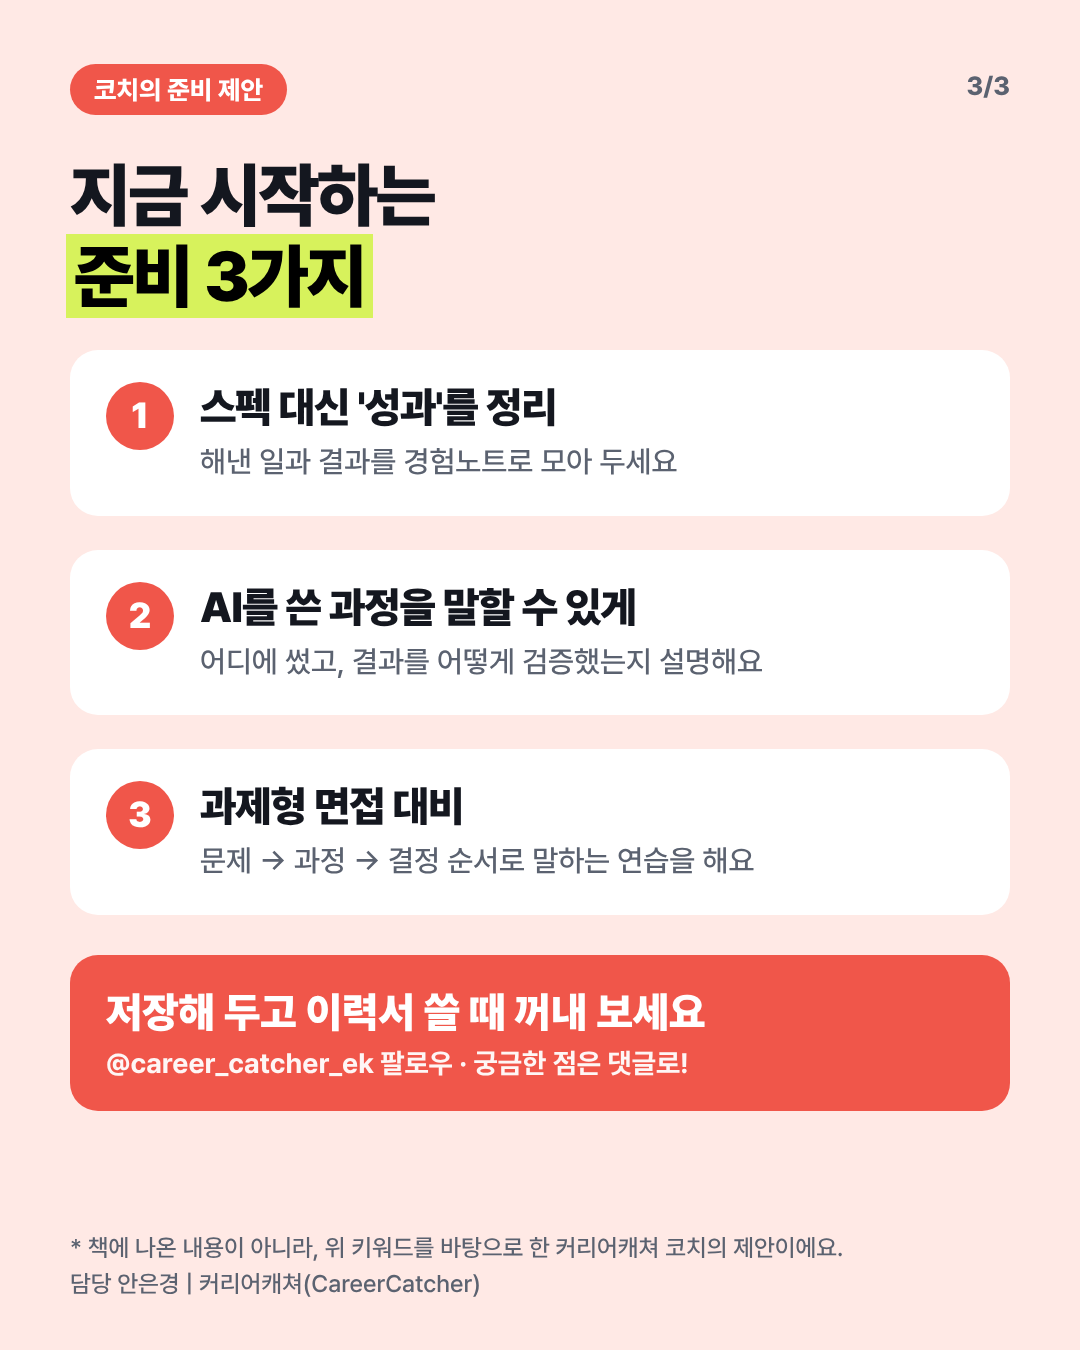 코치의 준비 제안
3/3
지금 시작하는
준비 3가지
1
스펙 대신 '성과'를 정리
해낸 일과 결과를 경험노트로 모아 두세요
2
AI를 쓴 과정을 말할 수 있게
어디에 썼고, 결과를 어떻게 검증했는지 설명해요
3
과제형 면접 대비
문제 → 과정 → 결정 순서로 말하는 연습을 해요
저장해 두고 이력서 쓸 때 꺼내 보세요
@career_catcher_ek 팔로우 · 궁금한 점은 댓글로!
* 책에 나온 내용이 아니라, 위 키워드를 바탕으로 한 커리어캐쳐 코치의 제안이에요.
담당 안은경 | 커리어캐쳐(CareerCatcher)